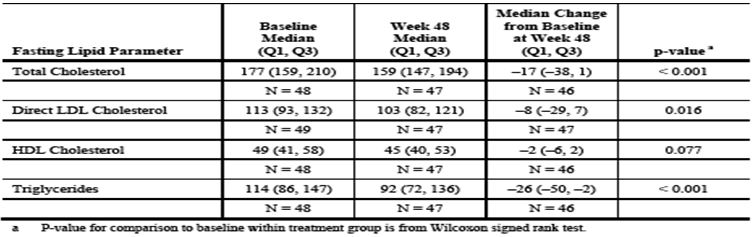 Fasting Lipid Parameter Baseline Median (Q1, Q3) Week 48 Median (Q1, Q3) Median Change from Baseline at Week 48 (Q1, Q3) p-value a
Total Cholesterol 177 (159, 210) 159 (147, 194) –17 (–38, 1) < 0.001
N = 48 N = 47 N = 46
Direct LDL Cholesterol 113 (93, 132) 103 (82, 121) –8 (–29, 7) 0.016
N = 49 N = 47 N = 47
HDL Cholesterol 49 (41, 58) 45 (40, 53) –2 (–6, 2) 0.077
N = 48 N = 47 N = 46
Triglycerides 114 (86, 147) 92 (72, 136) –26 (–50, –2) < 0.001
N = 48 N = 47 N = 46
a P-value for comparison to baseline within treatment group is from Wilcoxon signed rank test.